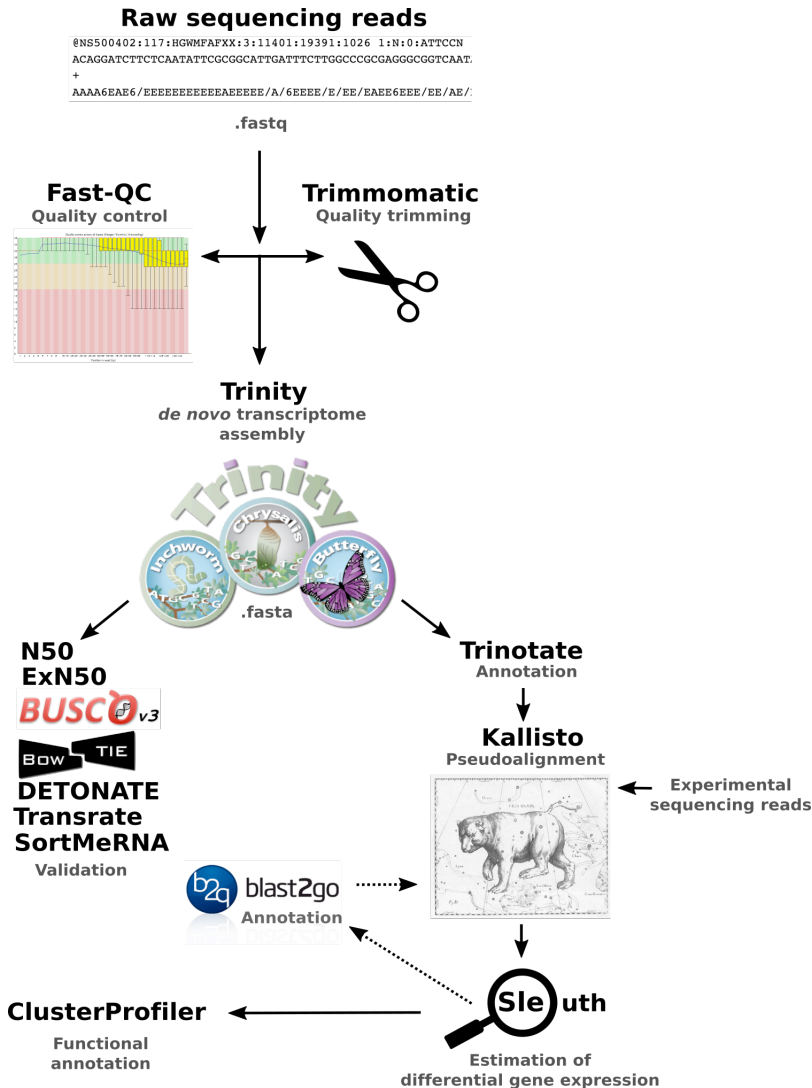 Raw sequencing reads
@NS500402:117:HGWMFAFXX:3:11401:19391:1026 1:N:0:ATTCCN
ACAGGATCTTCTCAATATTCGCGGCATTGATTTCTTGGCCCGCGAGGGCGGTCAATA
+
AAAA6EAE6/EEEEEEEEEEEAEEEEE/A/6EEEE/E/EE/EAEE6EEE/EE/AE/
.fastq
Fast-QC
Quality control
Trimmomatic
Quality trimming
Trinity
de novo transcriptome
assembly
Trinity
Inchworm
Chrysalis
Butterfly
.fasta
N50
ExN50
BUSCO v3
BOW TIE
DETONATE
Transrate
SortMeRNA
Validation
Trinotate
Annotation
Kallisto
Pseudoalignment
Experimental
sequencing reads
b2g blast2go
Annotation
Sleuth
Estimation of
differential gene expression
ClusterProfiler
Functional
annotation